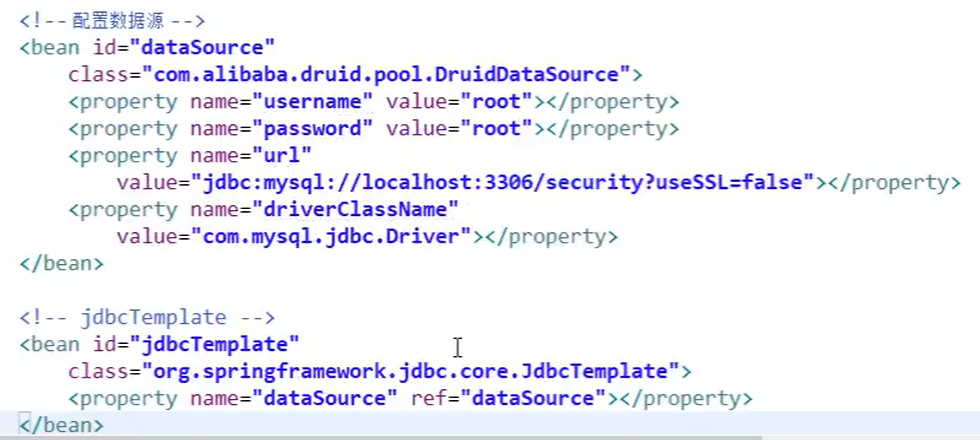 <!-- 配置数据源 -->
<bean id="dataSource"
class="com.alibaba.druid.pool.DruidDataSource">
<property name="username" value="root"></property>
<property name="password" value="root"></property>
<property name="url"
value="jdbc:mysql://localhost:3306/security?useSSL=false"></property>
<property name="driverClassName"
value="com.mysql.jdbc.Driver"></property>
</bean>
<!-- jdbcTemplate -->
<bean id="jdbcTemplate"
class="org.springframework.jdbc.core.JdbcTemplate">
<property name="dataSource" ref="dataSource"></property>
</bean>